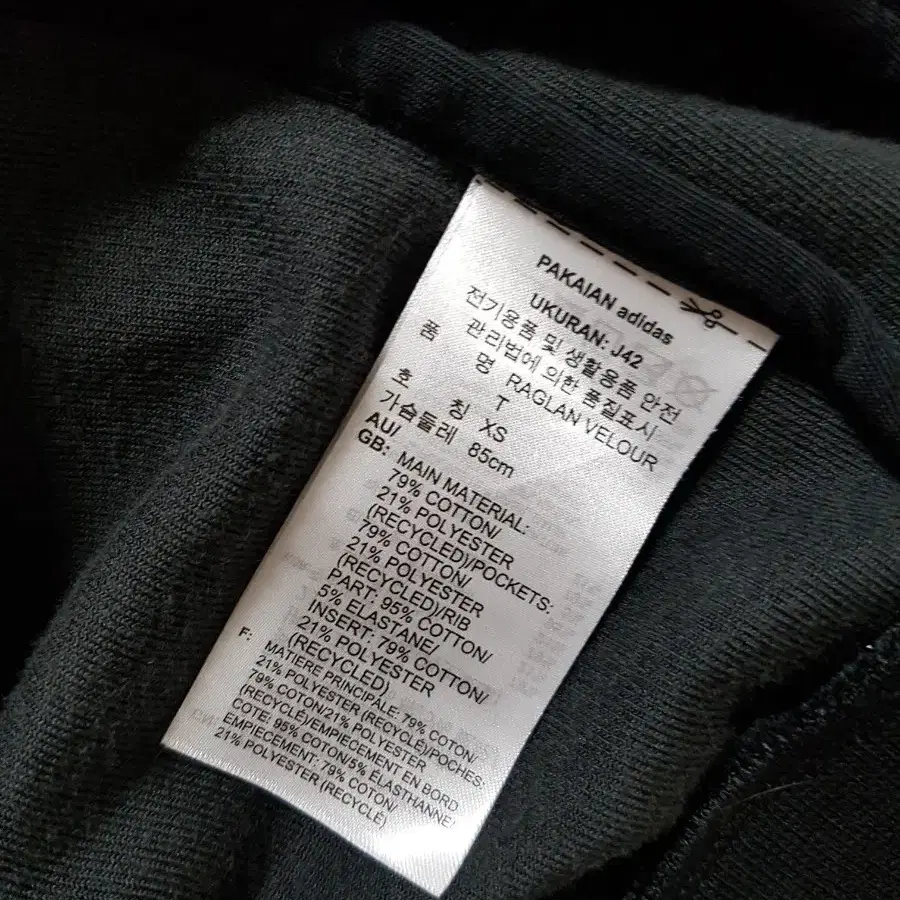 PAKAIAN adidas
UKURAN: J42
전기용품 및 생활용품 안전
관리법에 의한 품질표시
품 명 RAGLAN VELOUR
T
호 칭 XS
가슴둘레 85cm
AU/
GB: MAIN MATERIAL:
79% COTTON/
21% POLYESTER
(RECYCLED)/POCKETS:
79% COTTON/
21% POLYESTER
(RECYCLED)/RIB
PART: 95% COTTON/
5% ELASTANE/
INSERT: 79% COTTON/
21% POLYESTER
(RECYCLED)
F: MATIERE PRINCIPALE: 79% COTON/
21% POLYESTER (RECYCLÉ)/POCHES:
79% COTON/21% POLYESTER
(RECYCLÉ)/EMPIECEMENT EN BORD
COTE: 95% COTON/5% ÉLASTHANNE/
EMPIECEMENT: 79% COTON/
21% POLYESTER (RECYCLÉ)